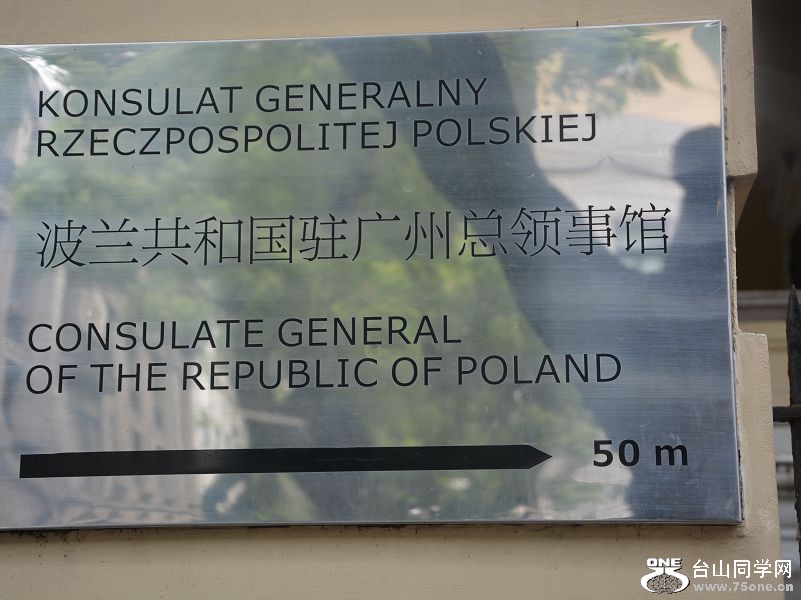 KONSULAT GENERALNY
RZECZPOSPOLITEJ POLSKIEJ
波兰共和国驻广州总领事馆
CONSULATE GENERAL
OF THE REPUBLIC OF POLAND
50 m
ONE
台山同学网
www.75one.cn